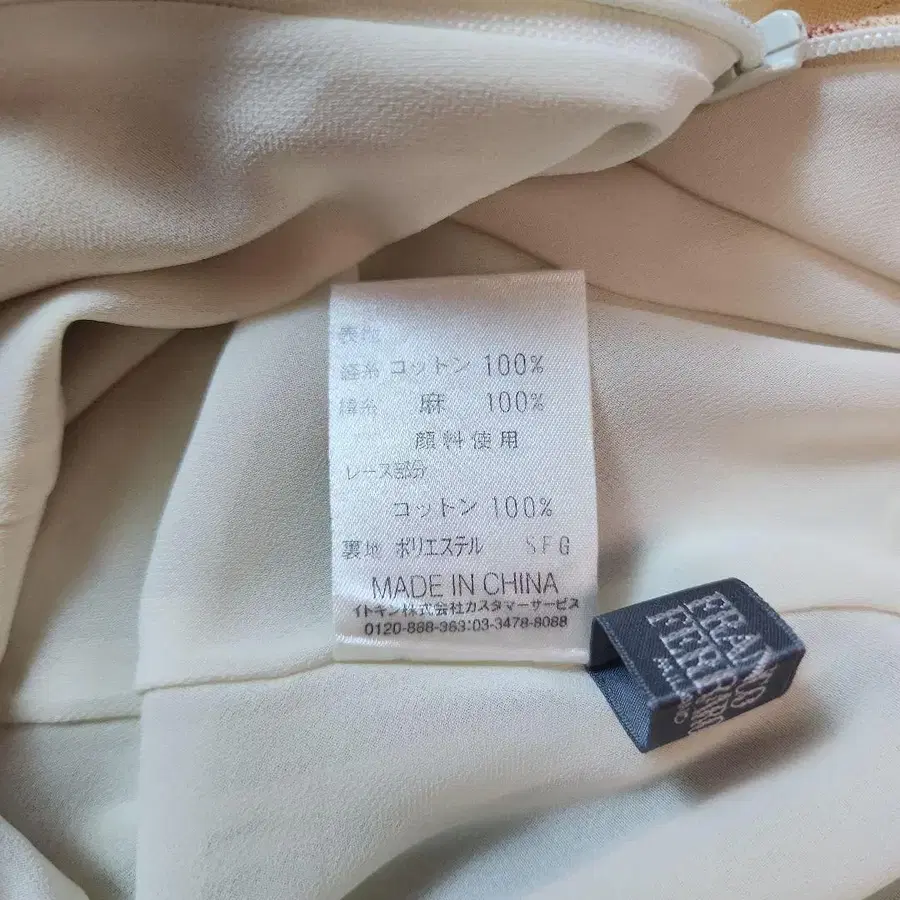 表地
経糸 コットン 100%
緯糸 麻 100%
顔料使用
レース部分
コットン 100%
裏地 ポリエステル SFG
MADE IN CHINA
イトキン株式会社カスタマーサービス
0120-888-363:03-3478-8088
FRANCO
FERRARO